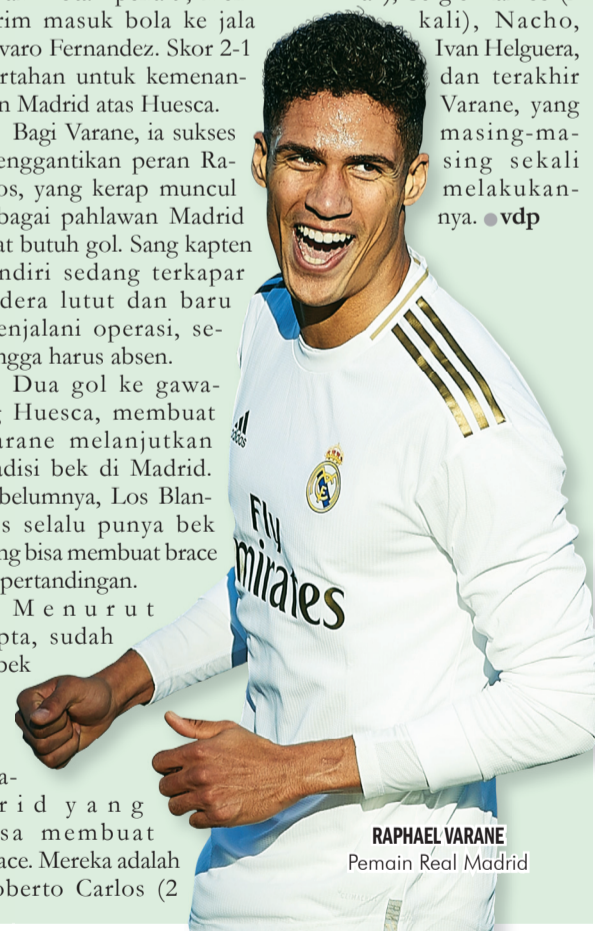 rim masuk bola ke jala
varo Fernandez. Skor 2-1
rtahan untuk kemenan-
n Madrid atas Huesca.
Bagi Varane, ia sukses
enggantikan peran Ra-
os, yang kerap muncul
bagai pahlawan Madrid
at butuh gol. Sang kapten
ndiri sedang terkapar
dera lutut dan baru
enjalani operasi, se-
ngga harus absen.
Dua gol ke gawa-
g Huesca, membuat
arane melanjutkan
adisi bek di Madrid.
belumnya, Los Blan-
s selalu punya bek
ng bisa membuat brace
pertandingan.
Menurut
pta, sudah
bek
a-
rid yang
sa membuat
ace. Mereka adalah
oberto Carlos (2
kali), Nacho,
Ivan Helguera,
dan terakhir
Varane, yang
masing-ma-
sing sekali
melakukan-
nya. ●vdp
adidas
Fly
mirates
RAPHAEL VARANE
Pemain Real Madrid